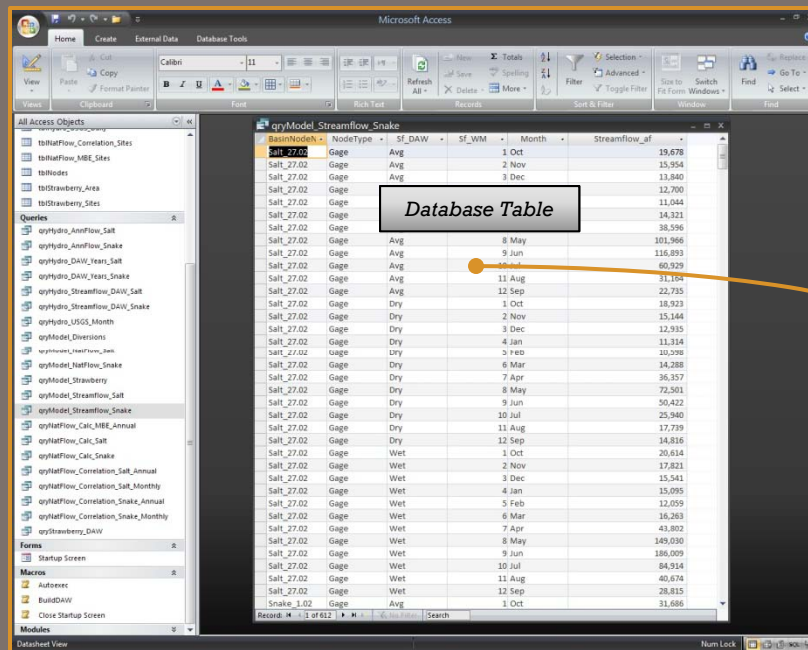 Microsoft Access
Home Create External Data Database Tools
View
Paste
Cut
Copy
Format Painter
Calibri 11
B I U A
Refresh All
New
Save
Delete
Totals
Spelling
More
Filter
Selection
Advanced
Toggle Filter
Size to Fit Form
Switch Windows
Find
Replace
Go To
Select
Views Clipboard Font Rich Text Records Sort & Filter Window Find
All Access Objects
tblNatFlow_Correlation_Sites
tblNatFlow_MBE_Sites
tblNodes
tblStrawberry_Area
tblStrawberry_Sites
Queries
qryHydro_AnnFlow_Salt
qryHydro_AnnFlow_Snake
qryHydro_DAW_Years_Salt
qryHydro_DAW_Years_Snake
qryHydro_Streamflow_DAW_Salt
qryHydro_Streamflow_DAW_Snake
qryHydro_USGS_Month
qryModel_Diversions
qryModel_NatFlow_Salt
qryModel_NatFlow_Snake
qryModel_Strawberry
qryModel_Streamflow_Salt
qryModel_Streamflow_Snake
qryNatFlow_Calc_MBE_Annual
qryNatFlow_Calc_Salt
qryNatFlow_Calc_Snake
qryNatFlow_Correlation_Salt_Annual
qryNatFlow_Correlation_Salt_Monthly
qryNatFlow_Correlation_Snake_Annual
qryNatFlow_Correlation_Snake_Monthly
qryStrawberry_DAW
Forms
Startup Screen
Macros
Autoexec
BuildDAW
Close Startup Screen
Modules
qryModel_Streamflow_Snake
BasinNodeN NodeType Sf_DAW Sf_WM Month Streamflow_af
Salt_27.02 Gage Avg 1 Oct 19,678
Salt_27.02 Gage Avg 2 Nov 15,954
Salt_27.02 Gage Avg 3 Dec 13,840
Salt_27.02 Gage 12,700
Salt_27.02 Gage 11,044
Salt_27.02 Gage 14,321
Salt_27.02 Gage 38,596
Database Table
Salt_27.02 Gage Avg 8 May 101,966
Salt_27.02 Gage Avg 9 Jun 116,893
Salt_27.02 Gage Avg 10 Jul 60,929
Salt_27.02 Gage Avg 11 Aug 31,164
Salt_27.02 Gage Avg 12 Sep 22,735
Salt_27.02 Gage Dry 1 Oct 18,923
Salt_27.02 Gage Dry 2 Nov 15,144
Salt_27.02 Gage Dry 3 Dec 12,935
Salt_27.02 Gage Dry 4 Jan 11,314
Salt_27.02 Gage Dry 5 Feb 10,598
Salt_27.02 Gage Dry 6 Mar 14,288
Salt_27.02 Gage Dry 7 Apr 36,357
Salt_27.02 Gage Dry 8 May 72,501
Salt_27.02 Gage Dry 9 Jun 50,422
Salt_27.02 Gage Dry 10 Jul 25,940
Salt_27.02 Gage Dry 11 Aug 17,739
Salt_27.02 Gage Dry 12 Sep 14,816
Salt_27.02 Gage Wet 1 Oct 20,614
Salt_27.02 Gage Wet 2 Nov 17,821
Salt_27.02 Gage Wet 3 Dec 15,541
Salt_27.02 Gage Wet 4 Jan 15,095
Salt_27.02 Gage Wet 5 Feb 12,059
Salt_27.02 Gage Wet 6 Mar 16,263
Salt_27.02 Gage Wet 7 Apr 43,802
Salt_27.02 Gage Wet 8 May 149,030
Salt_27.02 Gage Wet 9 Jun 186,009
Salt_27.02 Gage Wet 10 Jul 84,914
Salt_27.02 Gage Wet 11 Aug 40,674
Salt_27.02 Gage Wet 12 Sep 28,815
Snake_1.02 Gage Avg 1 Oct 31,686
Record: 1 of 612 No Filter Search
Datasheet View Num Lock